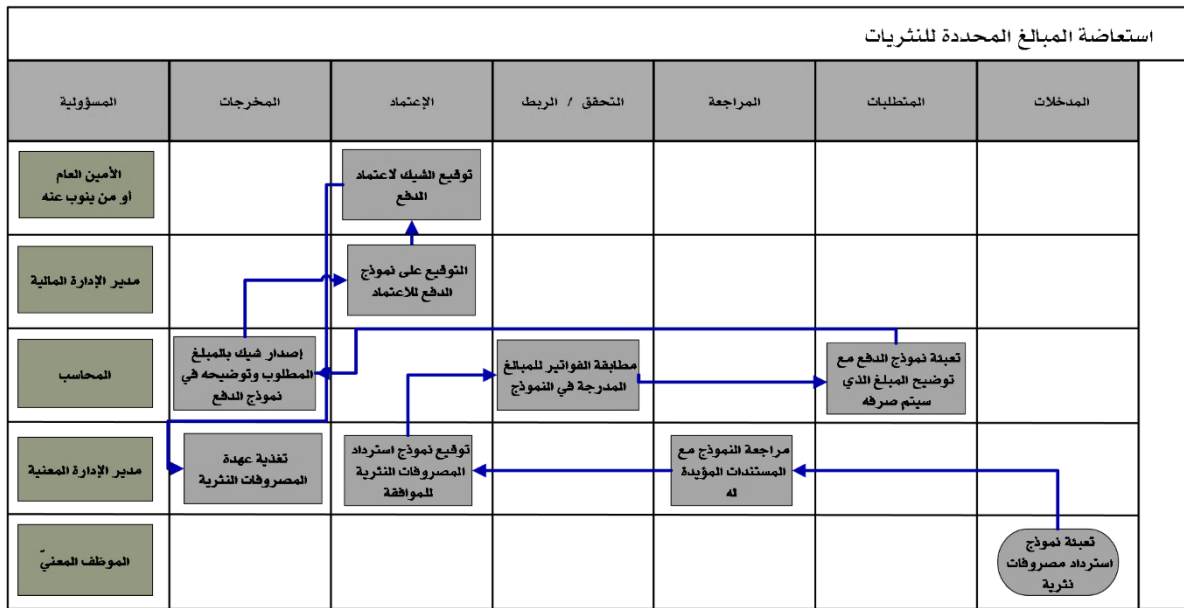 استعاضة المبالغ المحددة للنثريات
المدخلات
المتطلبات
المراجعة
التحقق / الربط
الإعتماد
المخرجات
المسؤولية
توقيع الشيك لاعتماد
الدفع
الأمين العام
أو من ينوب عنه
التوقيع على نموذج
الدفع للاعتماد
مدير الإدارة المالية
تعبئة نموذج الدفع مع
توضيح المبلغ الذي
سيتم صرفه
مطابقة الفواتير للمبالغ
المدرجة في النموذج
إصدار شيك بالمبلغ
المطلوب وتوضيحه في
نموذج الدفع
المحاسب
مراجعة النموذج مع
المستندات المؤيدة
له
توقيع نموذج استرداد
المصروفات النثرية
للموافقة
تغذية عهدة
المصروفات النثرية
مدير الإدارة المعنية
تعبئة نموذج
استرداد مصروفات
نثرية
الموظف المعنيّ